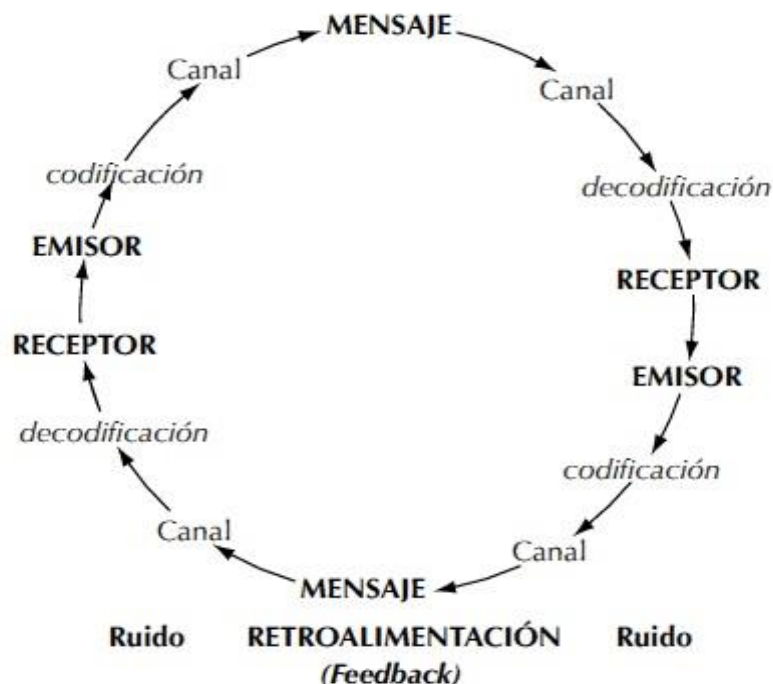 MENSAJE
Canal
Canal
codificación
decodificación
EMISOR
RECEPTOR
RECEPTOR
EMISOR
decodificación
codificación
Canal
Canal
MENSAJE
Ruido RETROALIMENTACIÓN Ruido
(Feedback)